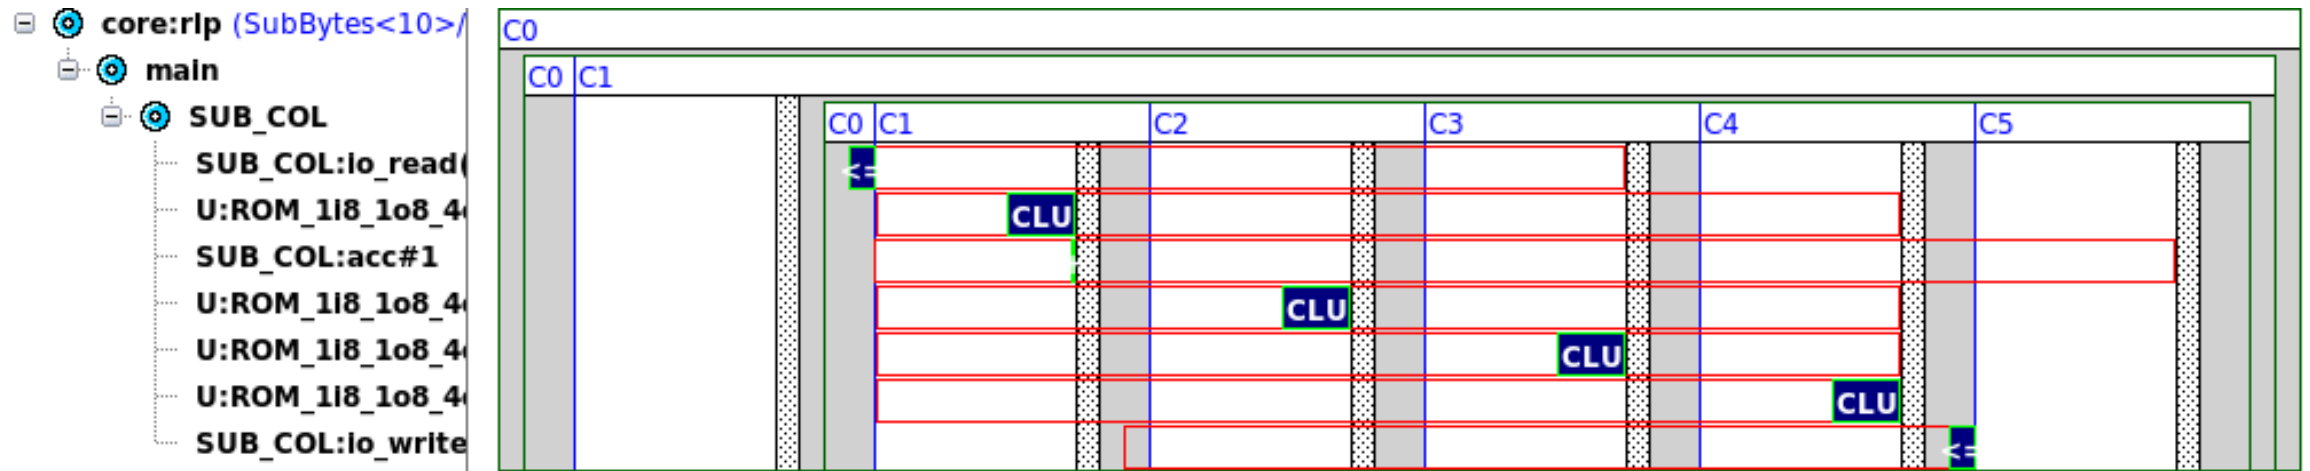 core:rlp (SubBytes<10>/
main
SUB_COL
SUB_COL:io_read(
U:ROM_1i8_1o8_4
SUB_COL:acc#1
U:ROM_1i8_1o8_4
U:ROM_1i8_1o8_4
U:ROM_1i8_1o8_4
SUB_COL:io_write
C0
C0 C1
C0 C1 C2 C3 C4 C5
<=
CLU
CLU
CLU
CLU
<=